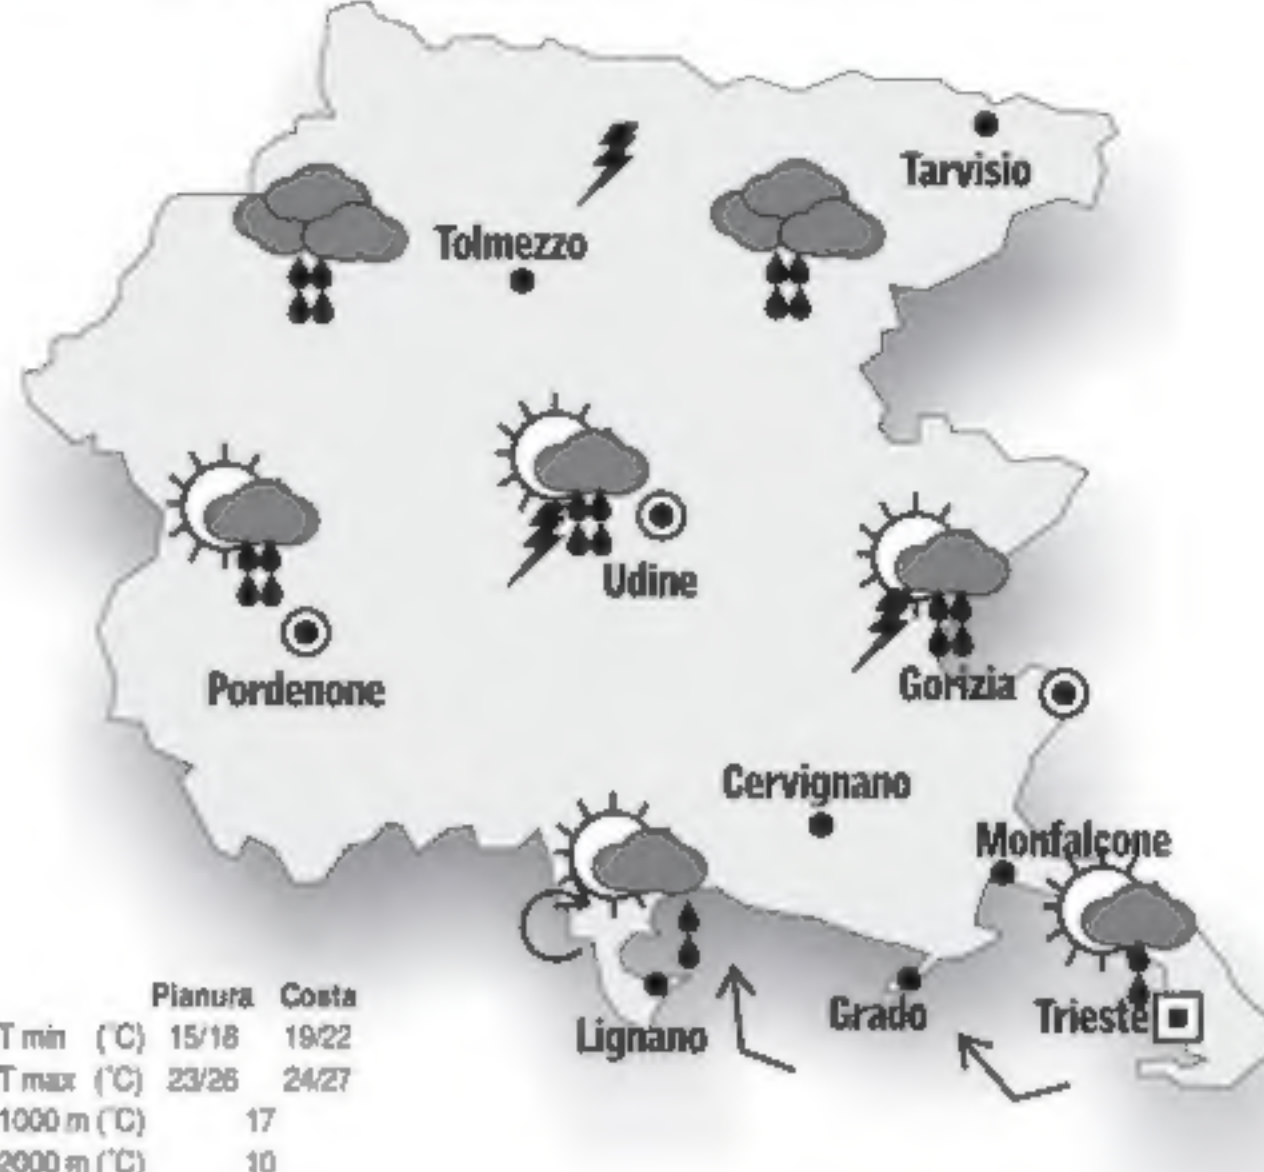 Tarvisio
Tolmezzo
Udine
Pordenone
Gorizia
Cervignano
Monfalcone
Grado
Trieste
Lignano
Pianura Costa
T min (°C) 15/18 19/22
T max (°C) 23/26 24/27
1000 m (°C) 17
2000 m (°C) 10